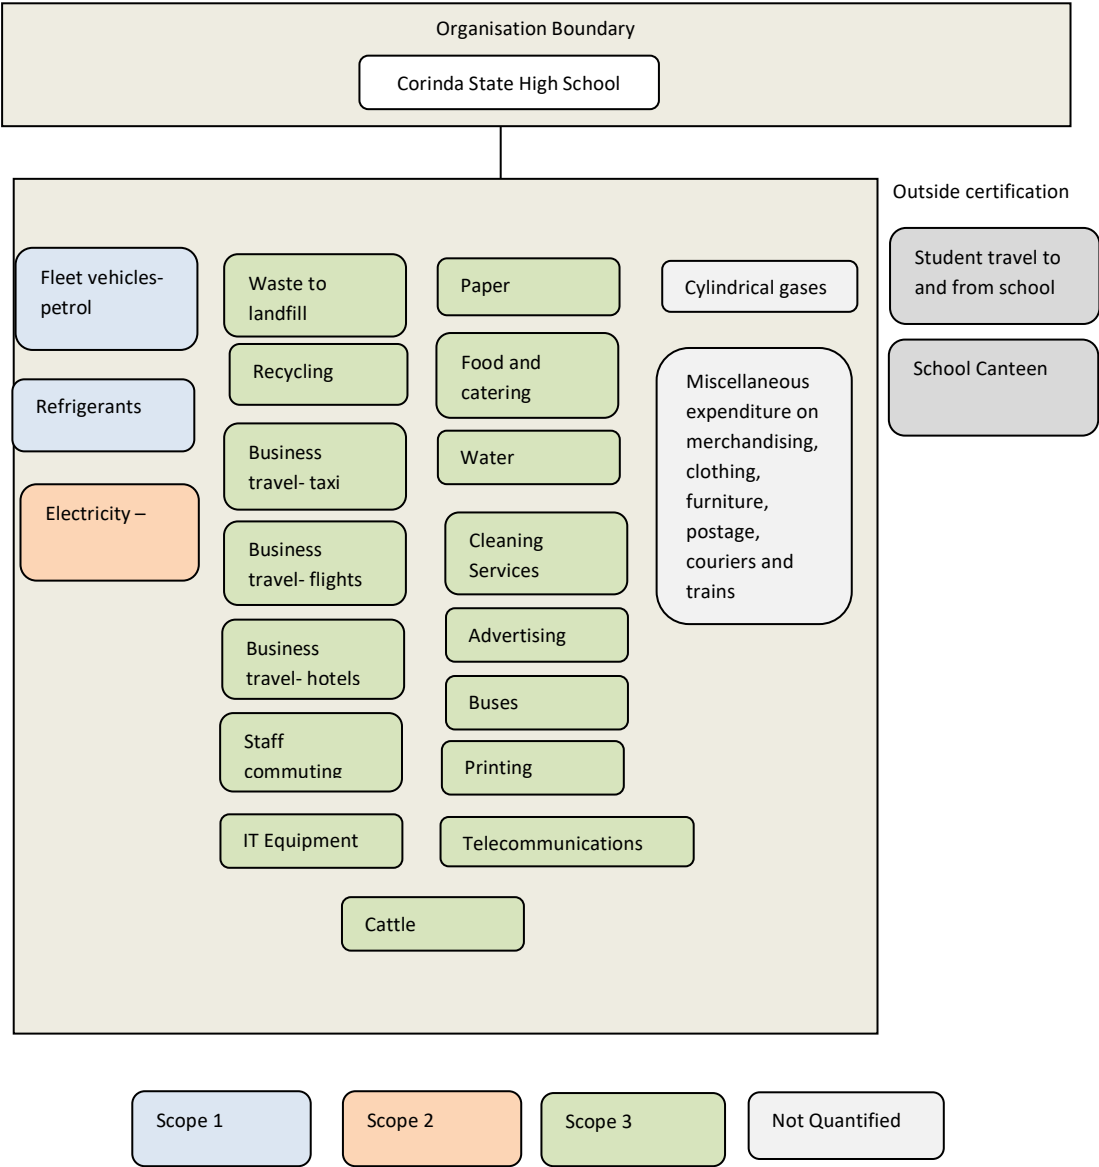 Organisation Boundary
Corinda State High School
Outside certification
Fleet vehicles-
petrol
Refrigerants
Electricity –
Waste to
landfill
Recycling
Business
travel- taxi
Business
travel- flights
Business
travel- hotels
Staff
commuting
IT Equipment
Paper
Food and
catering
Water
Cleaning
Services
Advertising
Buses
Printing
Telecommunications
Cattle
Cylindrical gases
Miscellaneous
expenditure on
merchandising,
clothing,
furniture,
postage,
couriers and
trains
Student travel to
and from school
School Canteen
Scope 1
Scope 2
Scope 3
Not Quantified